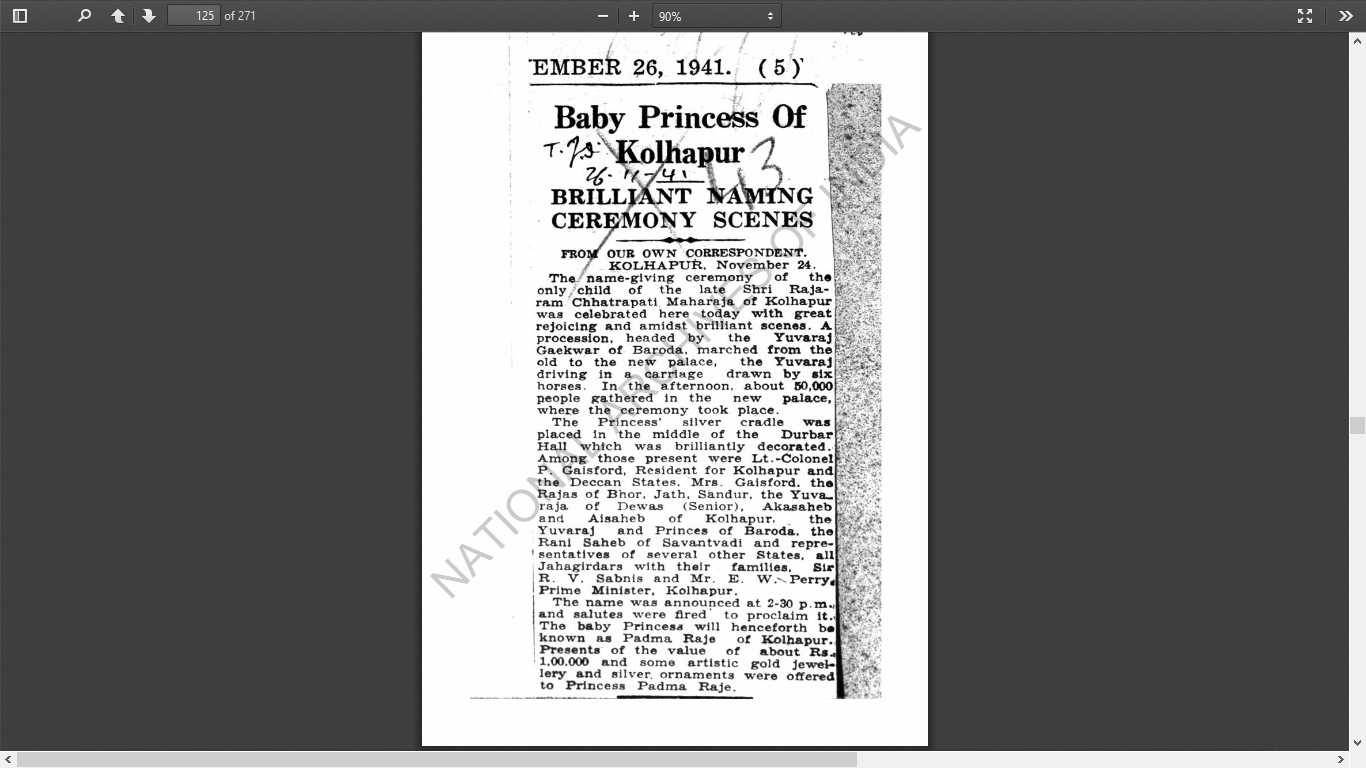 125 of 271
90%
'EMBER 26, 1941. (5)
Baby Princess Of
Kolhapur
26-11-41
BRILLIANT NAMING
CEREMONY SCENES
FROM OUR OWN CORRESPONDENT.
KOLHAPUR, November 24.
The name-giving ceremony of the
only child of the late Shri Raja-
ram Chhatrapati Maharaja of Kolhapur
was celebrated here today with great
rejoicing and amidst brilliant scenes. A
procession, headed by the Yuvaraj
Gaekwar of Baroda, marched from the
old to the new palace, the Yuvaraj
driving in a carriage drawn by six
horses. In the afternoon, about 50,000
people gathered in the new palace,
where the ceremony took place.
The Princess' silver cradle was
placed in the middle of the Durbar
Hall which was brilliantly decorated.
Among those present were Lt.-Colonel
P. Gaisford, Resident for Kolhapur and
the Deccan States, Mrs. Gaisford, the
Rajas of Bhor, Jath, Sandur, the Yuva-
raja of Dewas (Senior), Akasaheb
and Aisaheb of Kolhapur, the
Yuvaraj and Princes of Baroda, the
Rani Saheb of Savantvadi and repre-
sentatives of several other States, all
Jahagirdars with their families, Sir
R. V. Sabnis and Mr. E. W. Perry,
Prime Minister, Kolhapur.
The name was announced at 2-30 p.m.
and salutes were fired to proclaim it.
The baby Princess will henceforth be
known as Padma Raje of Kolhapur.
Presents of the value of about Rs.
1,00,000 and some artistic gold jewel-
lery and silver ornaments were offered
to Princess Padma Raje.
NATIONAL ARCHIVES OF INDIA